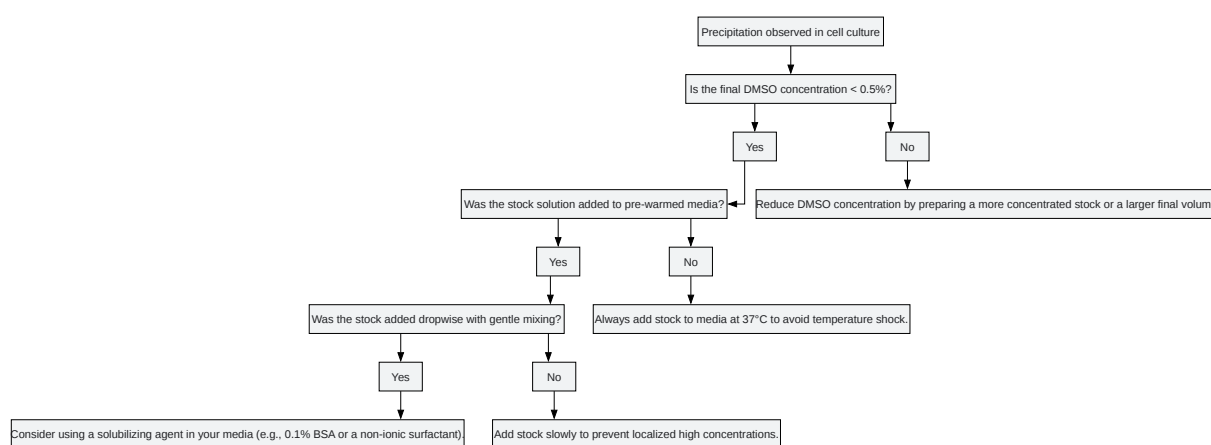 Precipitation observed in cell culture
Is the final DMSO concentration < 0.5%?
Yes
No
Was the stock solution added to pre-warmed media?
Reduce DMSO concentration by preparing a more concentrated stock or a larger final volum
Yes
No
Was the stock added dropwise with gentle mixing?
Always add stock to media at 37°C to avoid temperature shock.
Yes
No
Consider using a solubilizing agent in your media (e.g., 0.1% BSA or a non-ionic surfactant).
Add stock slowly to prevent localized high concentrations.